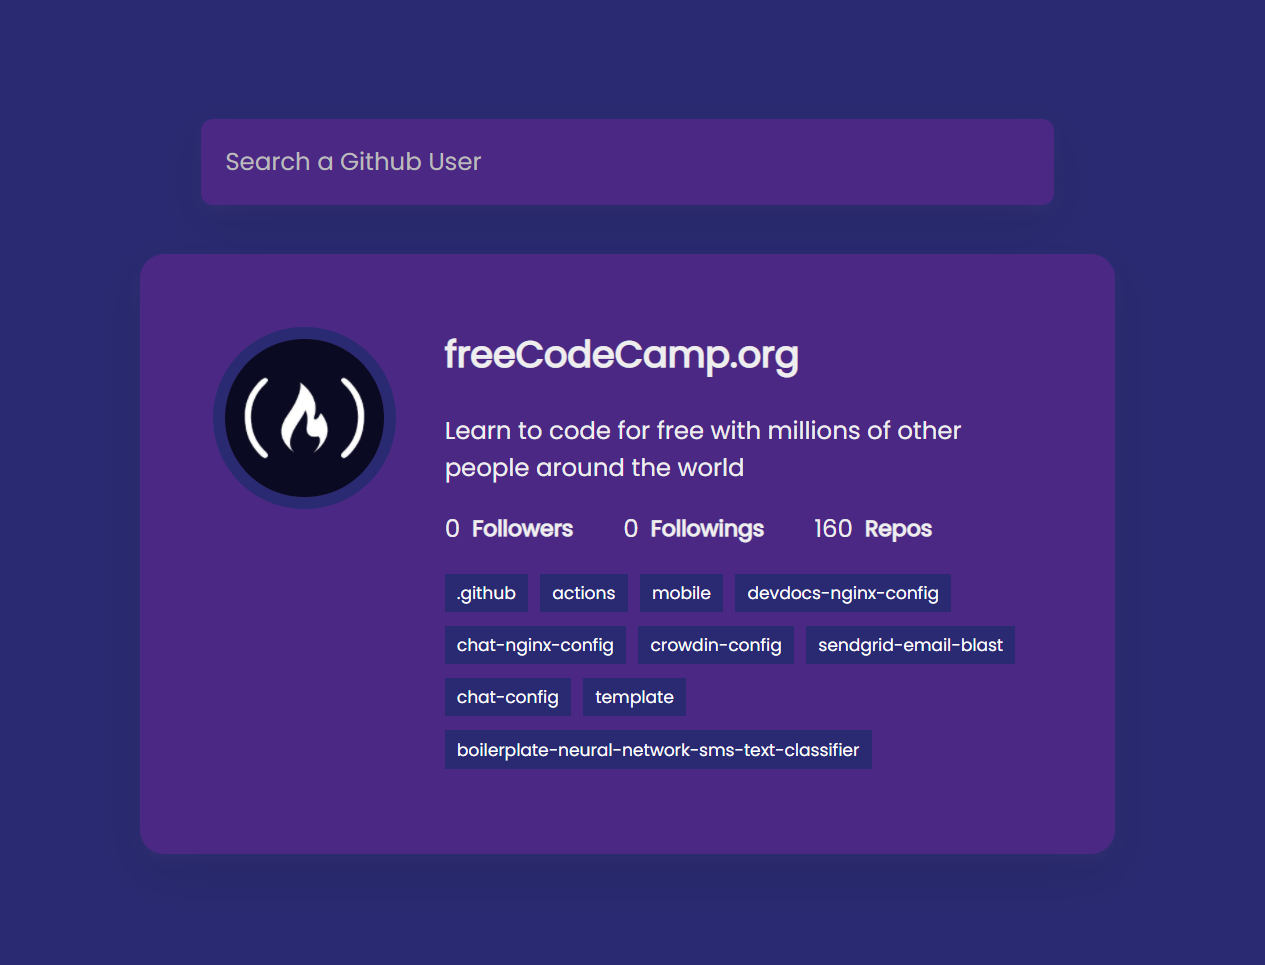 Search a Github User
freeCodeCamp.org
Learn to code for free with millions of other
people around the world
0 Followers 0 Followings 160 Repos
.github actions mobile devdocs-nginx-config
chat-nginx-config crowdin-config sendgrid-email-blast
chat-config template
boilerplate-neural-network-sms-text-classifier